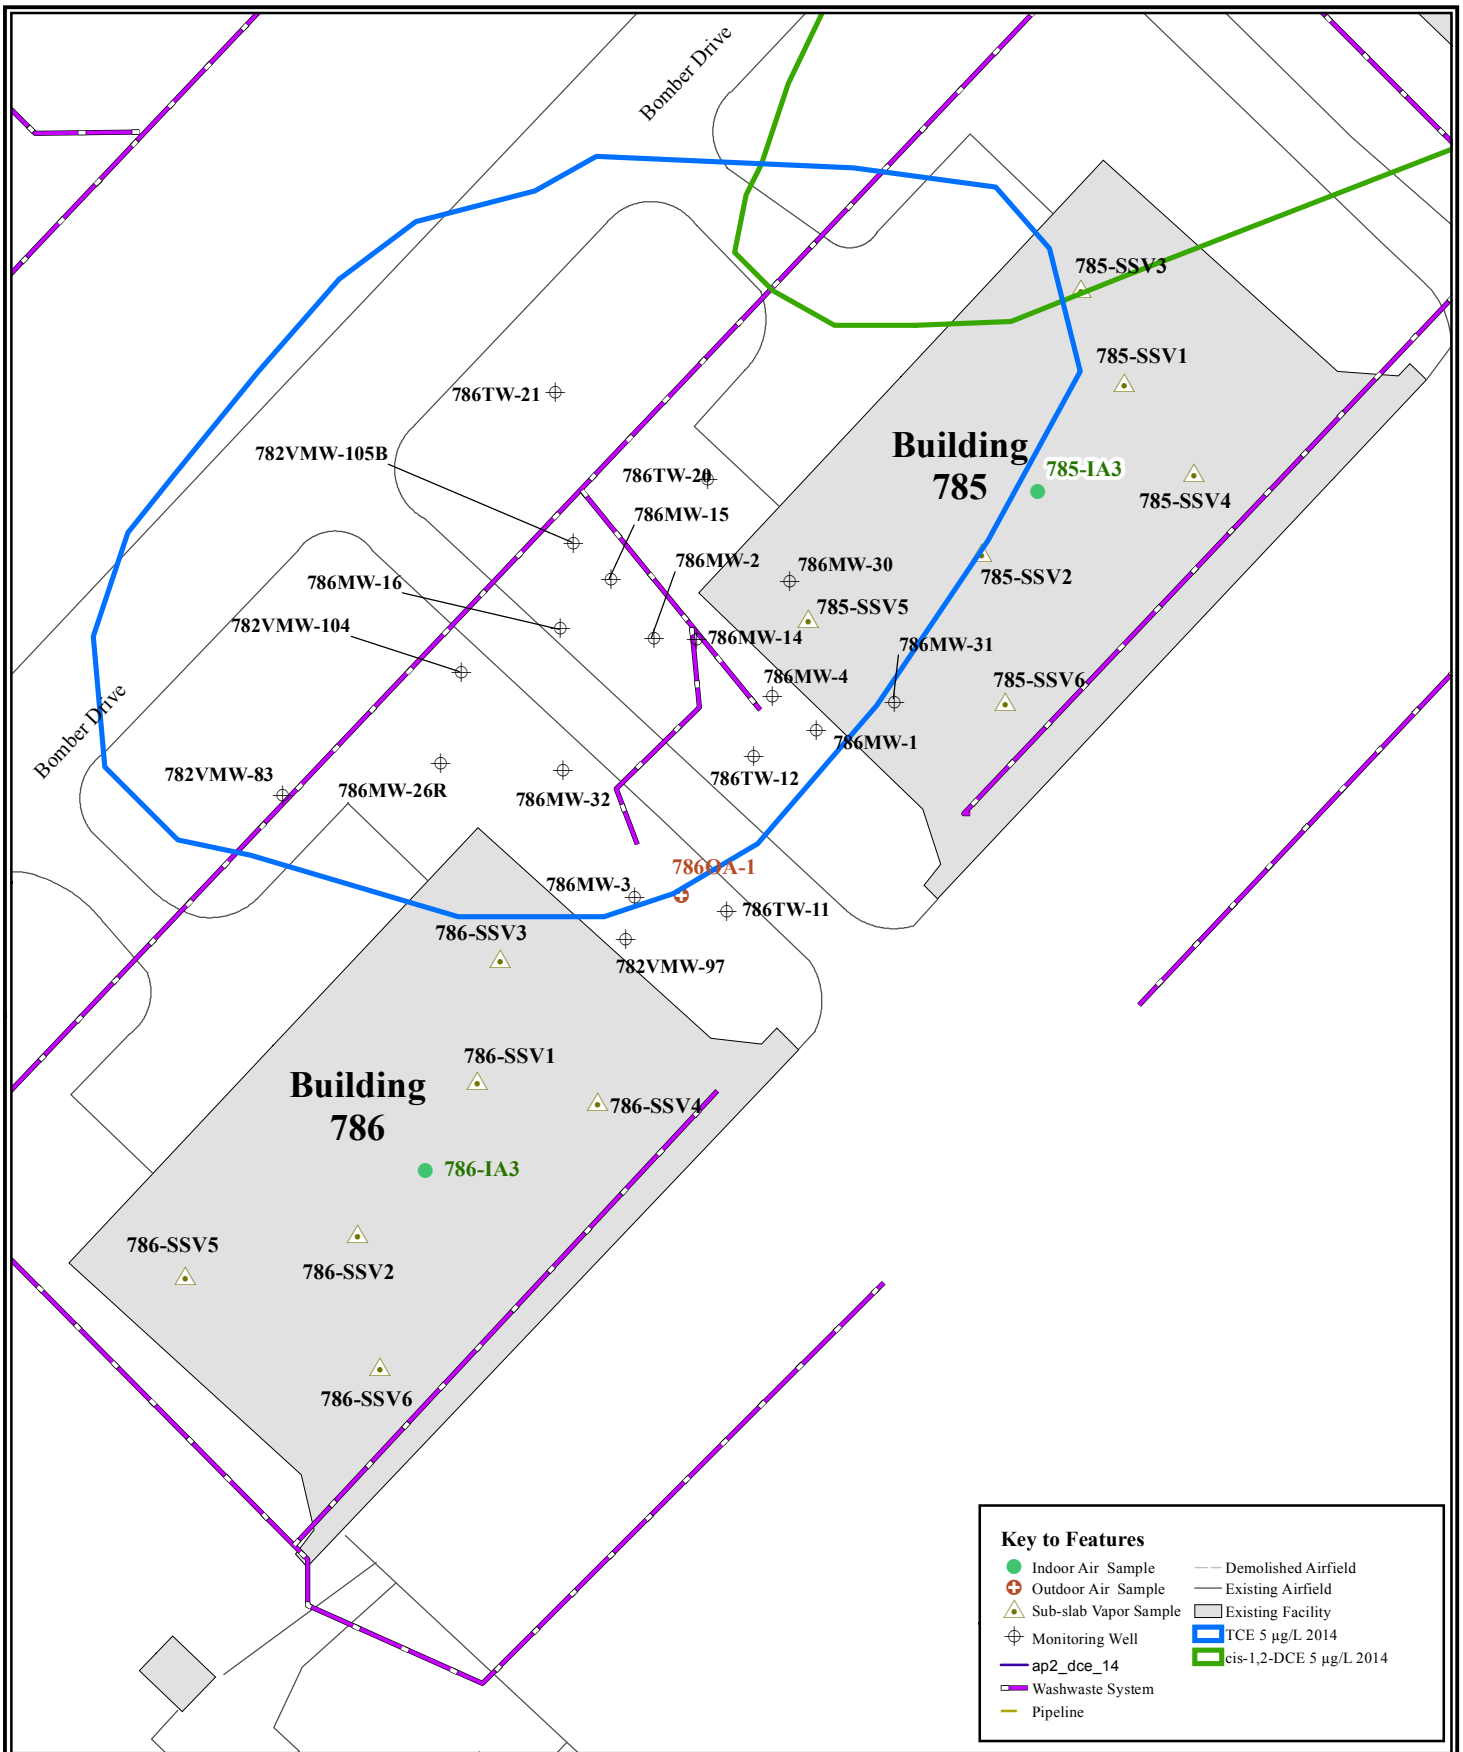 Bomber Drive
785-SSV3
785-SSV1
786TW-21
Building
785
782VMW-105B
785-IA3
786TW-20
785-SSV4
786MW-15
786MW-2
786MW-30
785-SSV2
786MW-16
785-SSV5
782VMW-104
786MW-14
786MW-31
786MW-4
785-SSV6
Bomber Drive
786MW-1
782VMW-83
786TW-12
786MW-26R
786MW-32
786OA-1
786MW-3
786TW-11
786-SSV3
782VMW-97
786-SSV1
Building
786
786-SSV4
786-IA3
786-SSV5
786-SSV2
786-SSV6
Key to Features
Indoor Air Sample
Outdoor Air Sample
Sub-slab Vapor Sample
Monitoring Well
ap2_dce_14
Washwaste System
Pipeline
Demolished Airfield
Existing Airfield
Existing Facility
TCE 5 µg/L 2014
cis-1,2-DCE 5 µg/L 2014